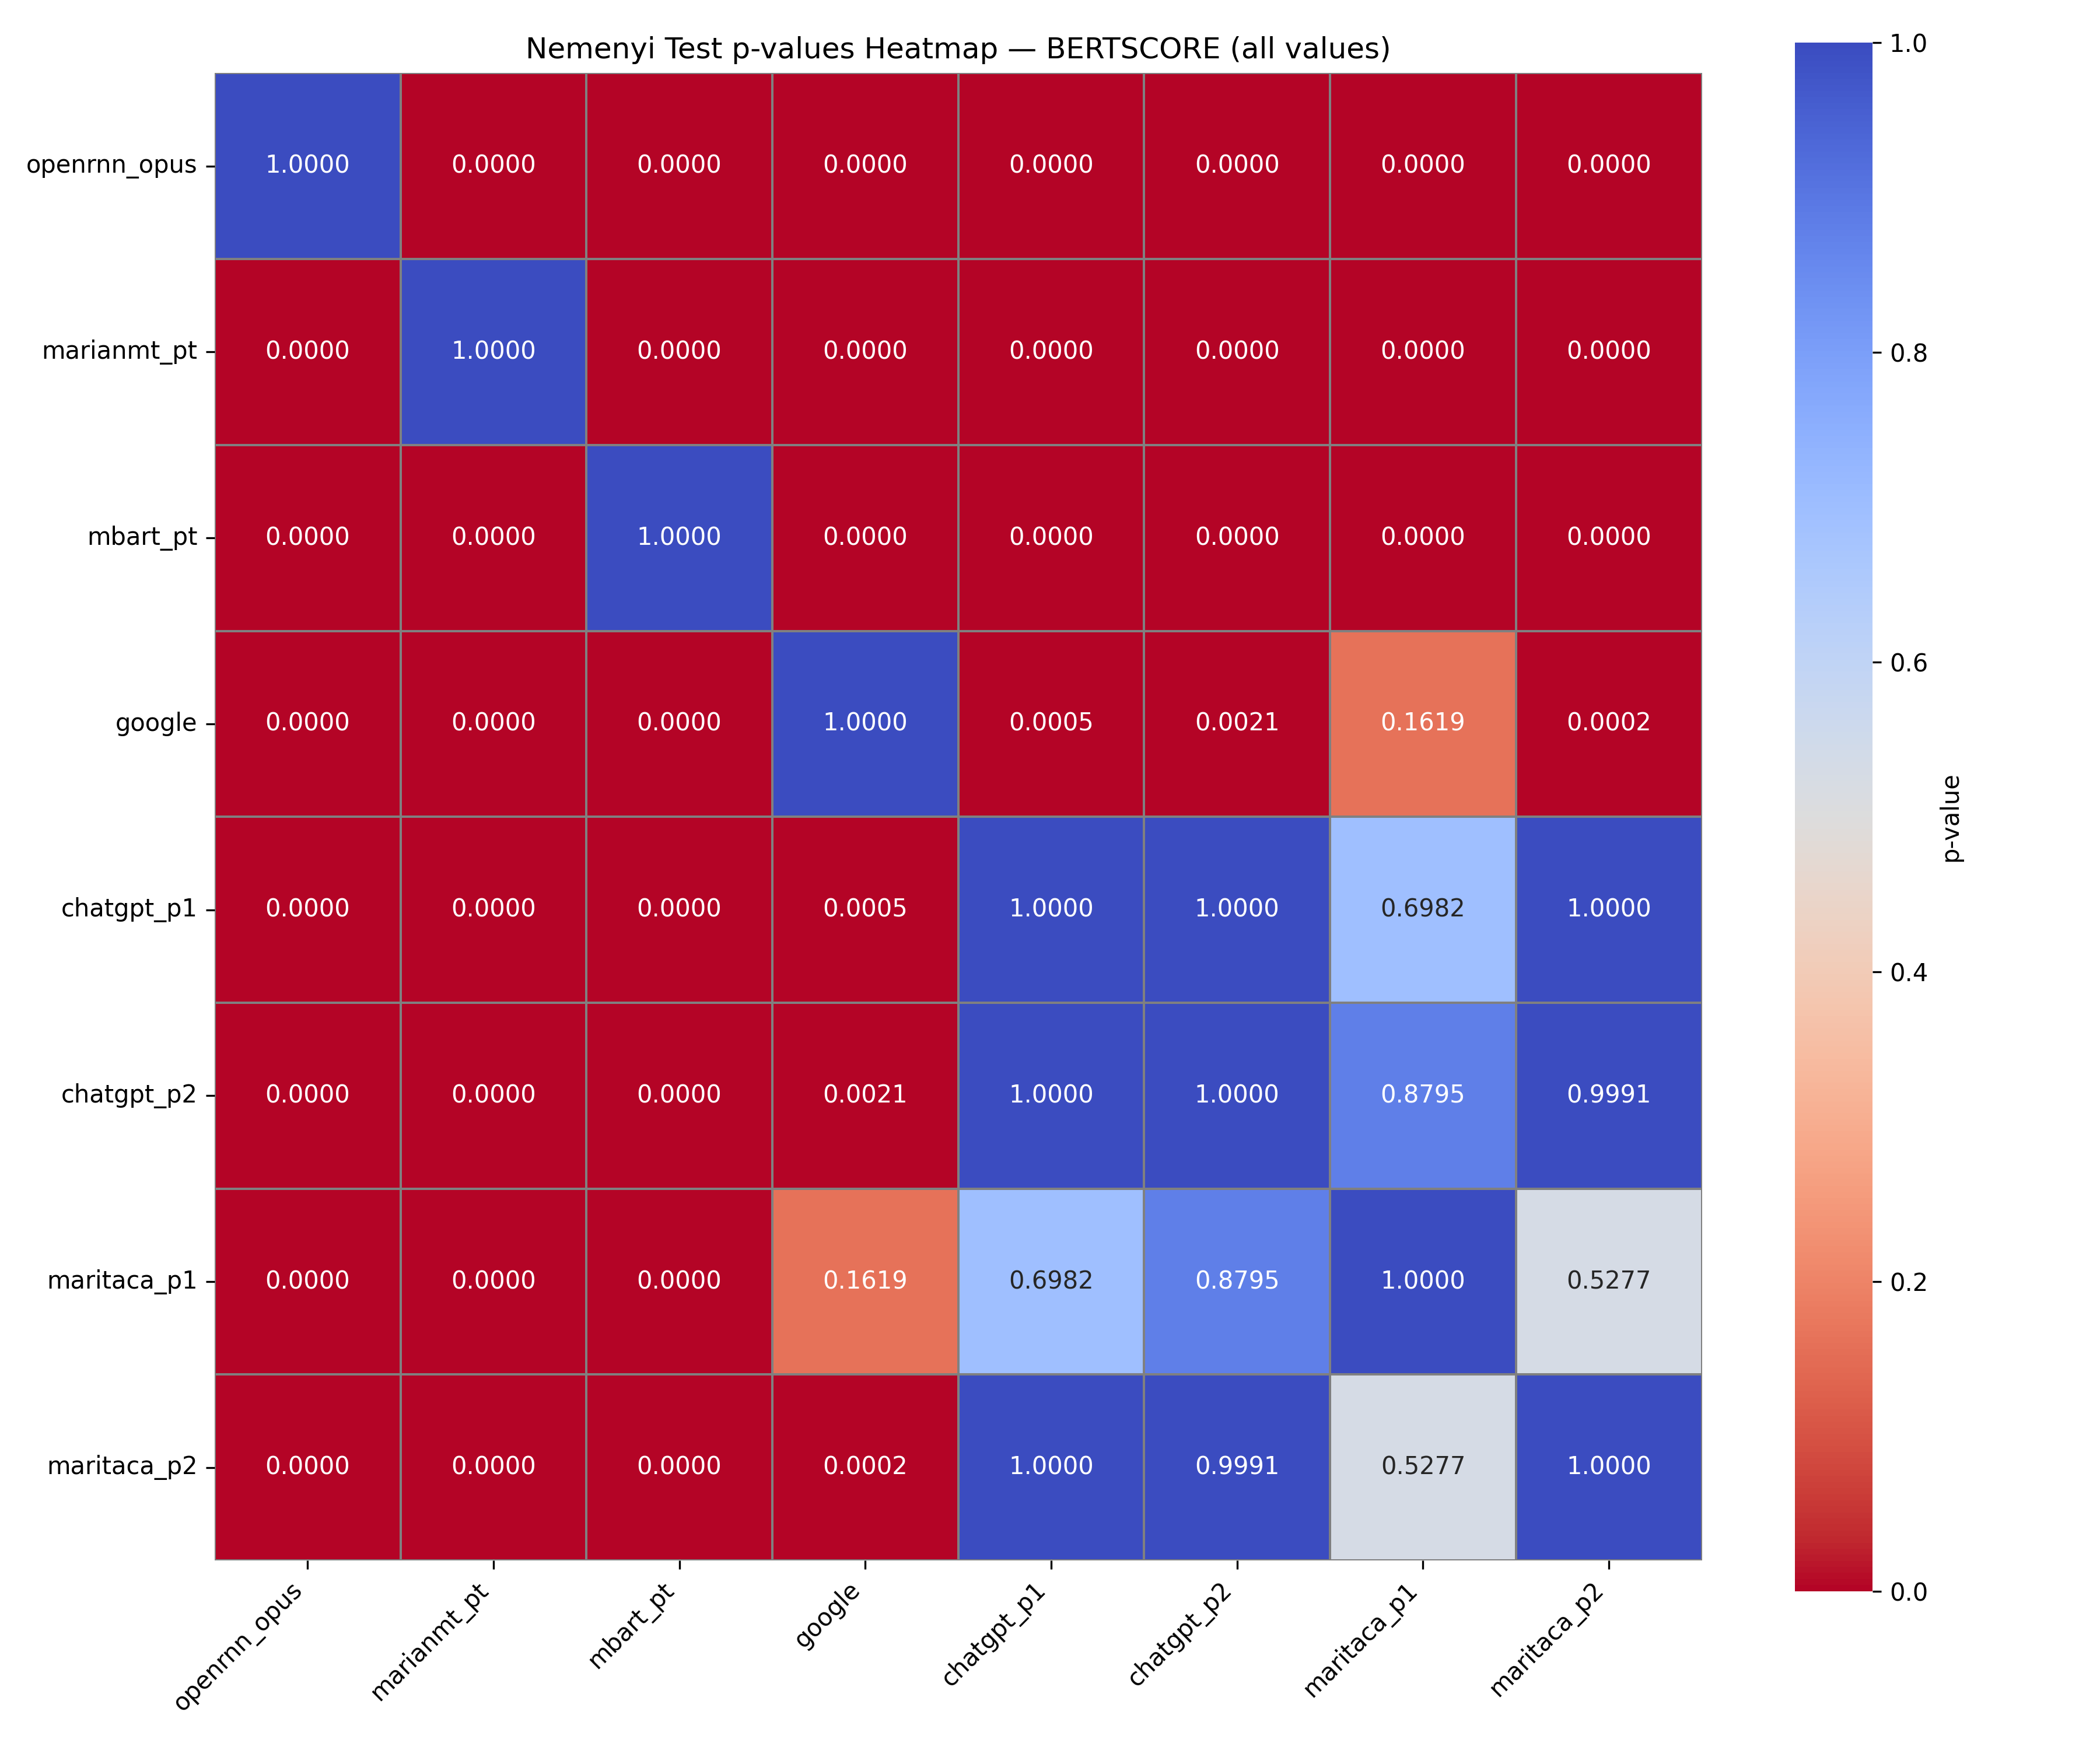 Nemenyi Test p-values Heatmap — BERTSCORE (all values)
openrnn_opus 1.0000 0.0000 0.0000 0.0000 0.0000 0.0000 0.0000 0.0000
marianmt_pt 0.0000 1.0000 0.0000 0.0000 0.0000 0.0000 0.0000 0.0000
mbart_pt 0.0000 0.0000 1.0000 0.0000 0.0000 0.0000 0.0000 0.0000
google 0.0000 0.0000 0.0000 1.0000 0.0005 0.0021 0.1619 0.0002
chatgpt_p1 0.0000 0.0000 0.0000 0.0005 1.0000 1.0000 0.6982 1.0000
chatgpt_p2 0.0000 0.0000 0.0000 0.0021 1.0000 1.0000 0.8795 0.9991
maritaca_p1 0.0000 0.0000 0.0000 0.1619 0.6982 0.8795 1.0000 0.5277
maritaca_p2 0.0000 0.0000 0.0000 0.0002 1.0000 0.9991 0.5277 1.0000
openrnn_opus marianmt_pt mbart_pt google chatgpt_p1 chatgpt_p2 maritaca_p1 maritaca_p2
1.0
0.8
0.6
0.4
0.2
0.0
p-value